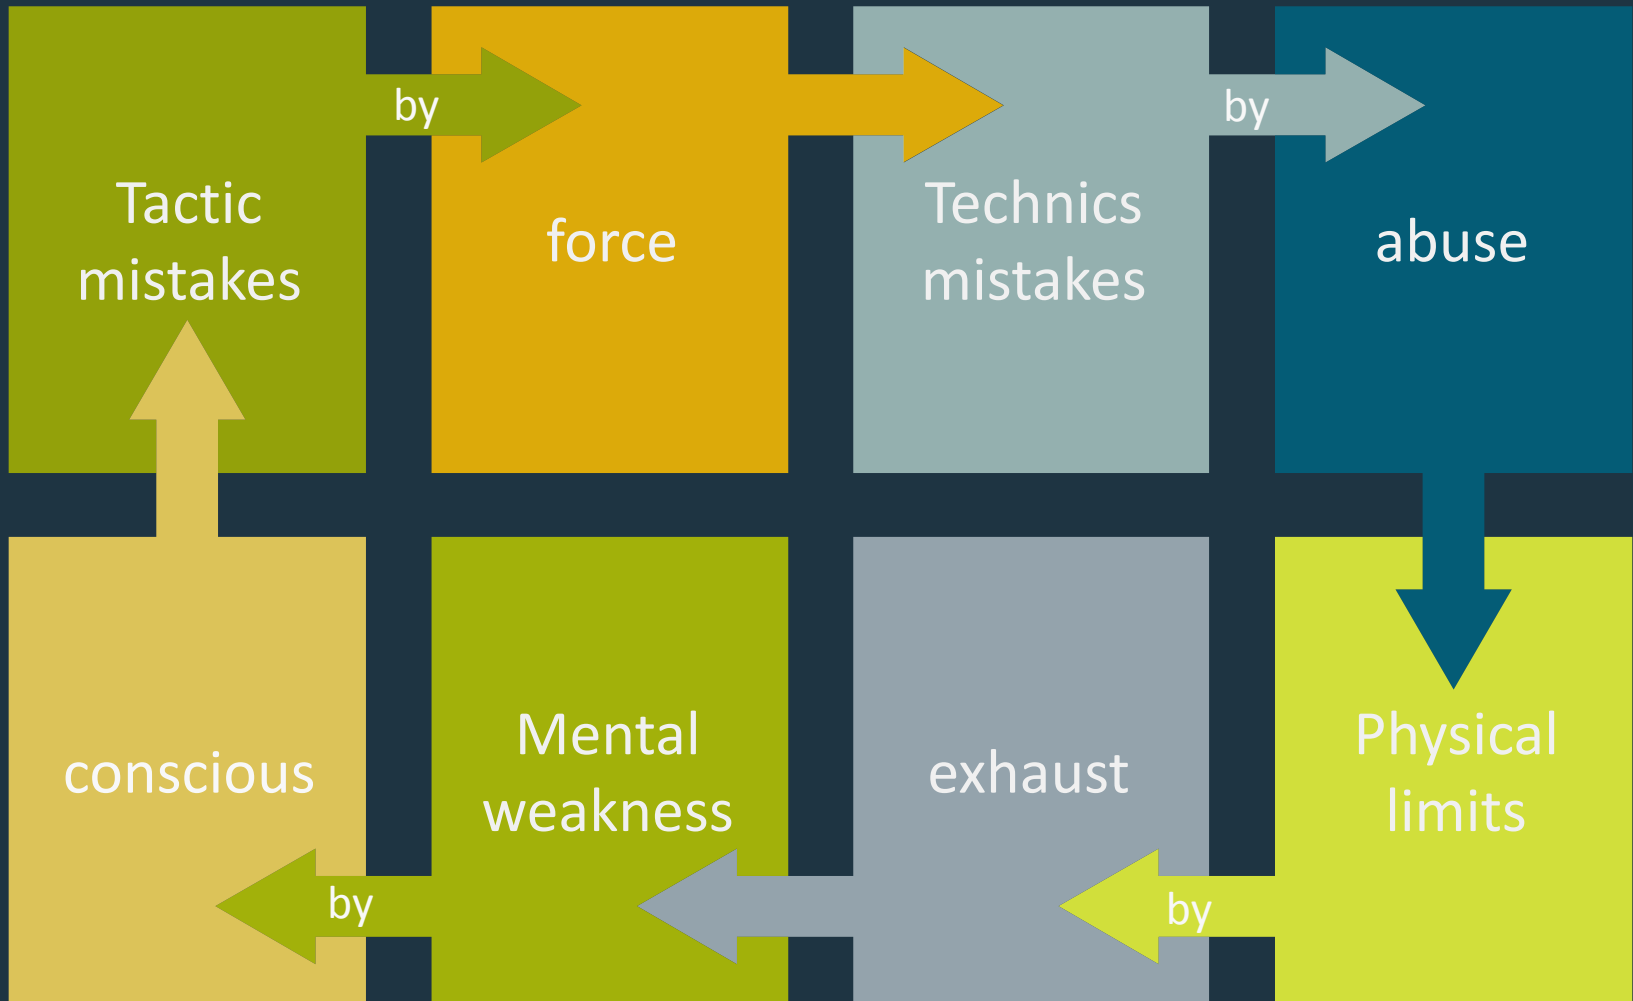 by
by
Tactic
mistakes
force
Technics
mistakes
abuse
conscious
Mental
weakness
exhaust
Physical
limits
by
by